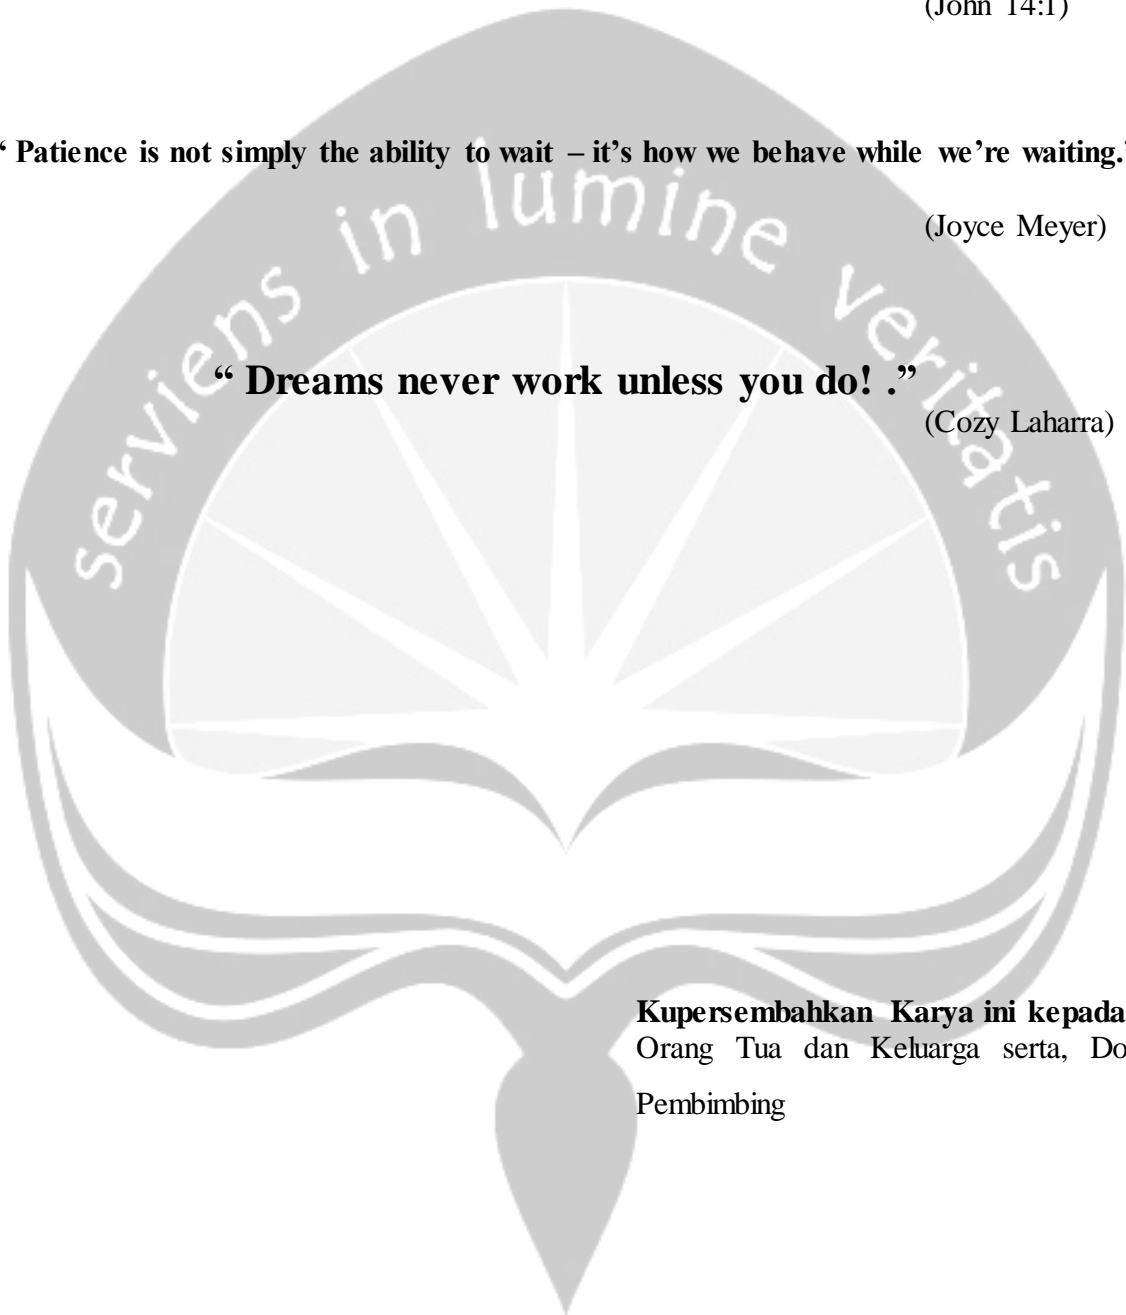 (John 14:1)
“ Patience is not simply the ability to wait – it’s how we behave while we’re waiting.”
(Joyce Meyer)
serviens in lumine veritatis
“ Dreams never work unless you do! .”
(Cozy Laharra)
Kupersembahkan Karya ini kepada
Orang Tua dan Keluarga serta, Do
Pembimbing